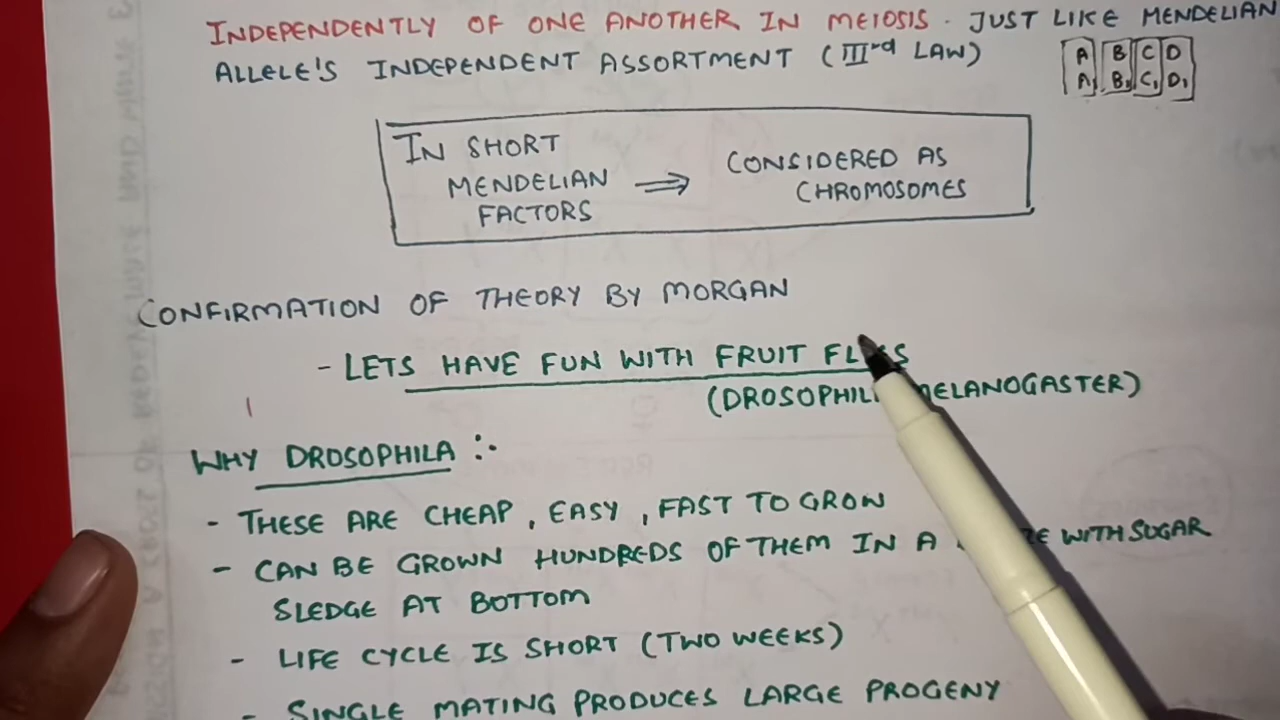 INDEPENDENTLY OF ONE ANOTHER IN MEIOSIS. JUST LIKE MENDELIAN
ALLELE'S INDEPENDENT ASSORTMENT (IIIrd LAW)
A B C D
A₁ B₁ C₁ D₁
IN SHORT
MENDELIAN FACTORS ⇒ CONSIDERED AS CHROMOSOMES
CONFIRMATION OF THEORY BY MORGAN
- LETS HAVE FUN WITH FRUIT
(MELANOGASTER)
WHY DROSOPHILA :-
- THESE ARE CHEAP, EASY, FAST TO GROW
- CAN BE GROWN HUNDREDS OF THEM IN A WITH SUGAR
SLEDGE AT BOTTOM
- LIFE CYCLE IS SHORT (TWO WEEKS)
- SINGLE MATING PRODUCES LARGE PROGENY